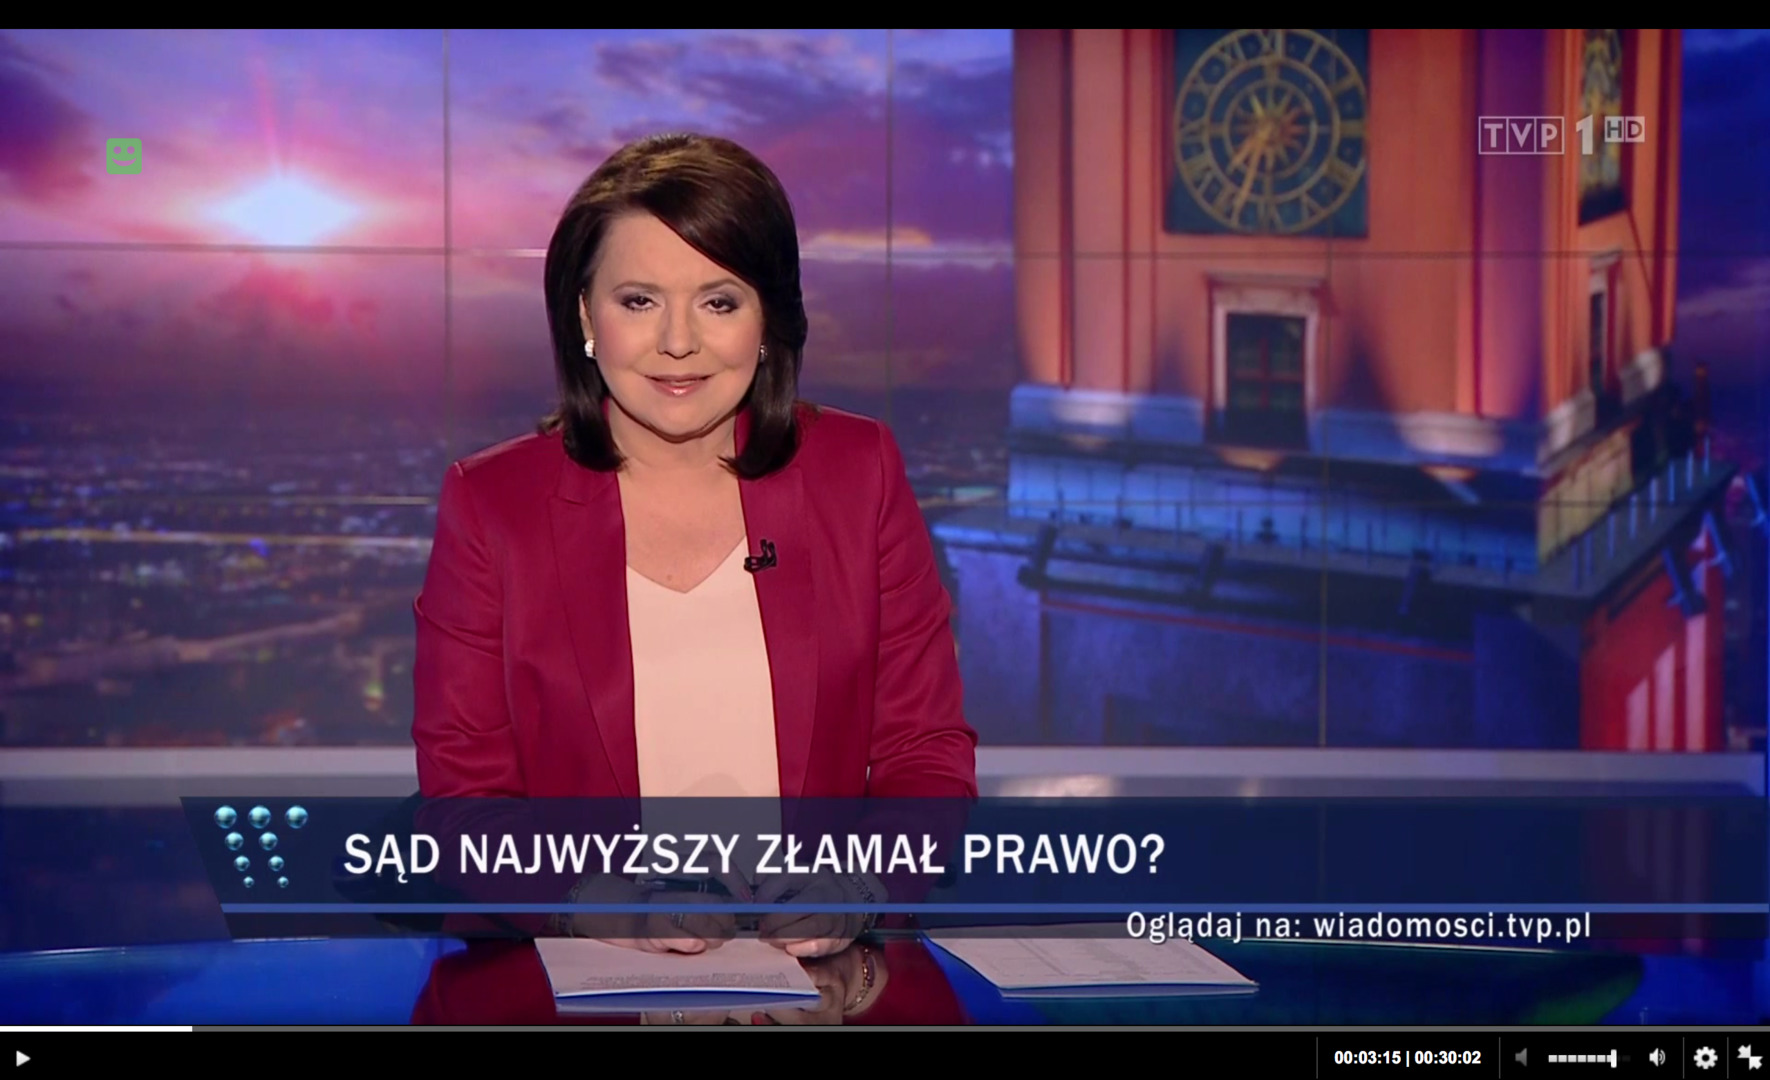 TVP 1 HD
SĄD NAJWYŻSZY ZŁAMAŁ PRAWO?
Oglądaj na: wiadomosci.tvp.pl
00:03:15 | 00:30:02